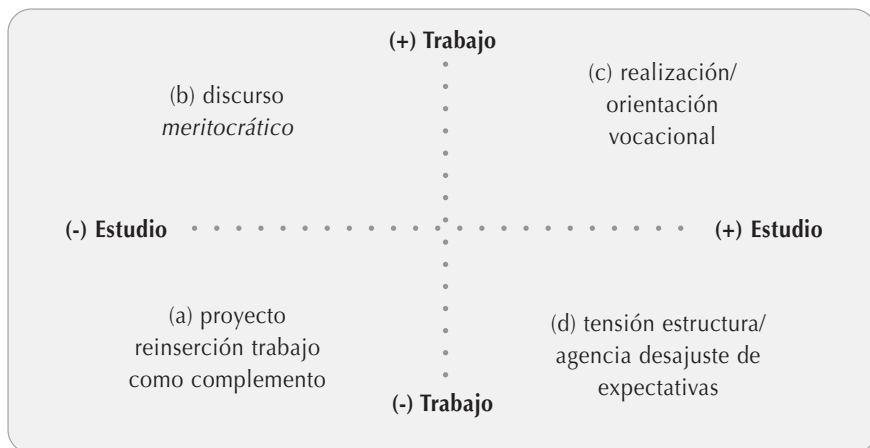 (+) Trabajo
(b) discurso
meritocrático
(c) realización/
orientación
vocacional
(-) Estudio
(+) Estudio
(a) proyecto
reinserción trabajo
como complemento
(d) tensión estructura/
agencia desajuste de
expectativas
(-) Trabajo